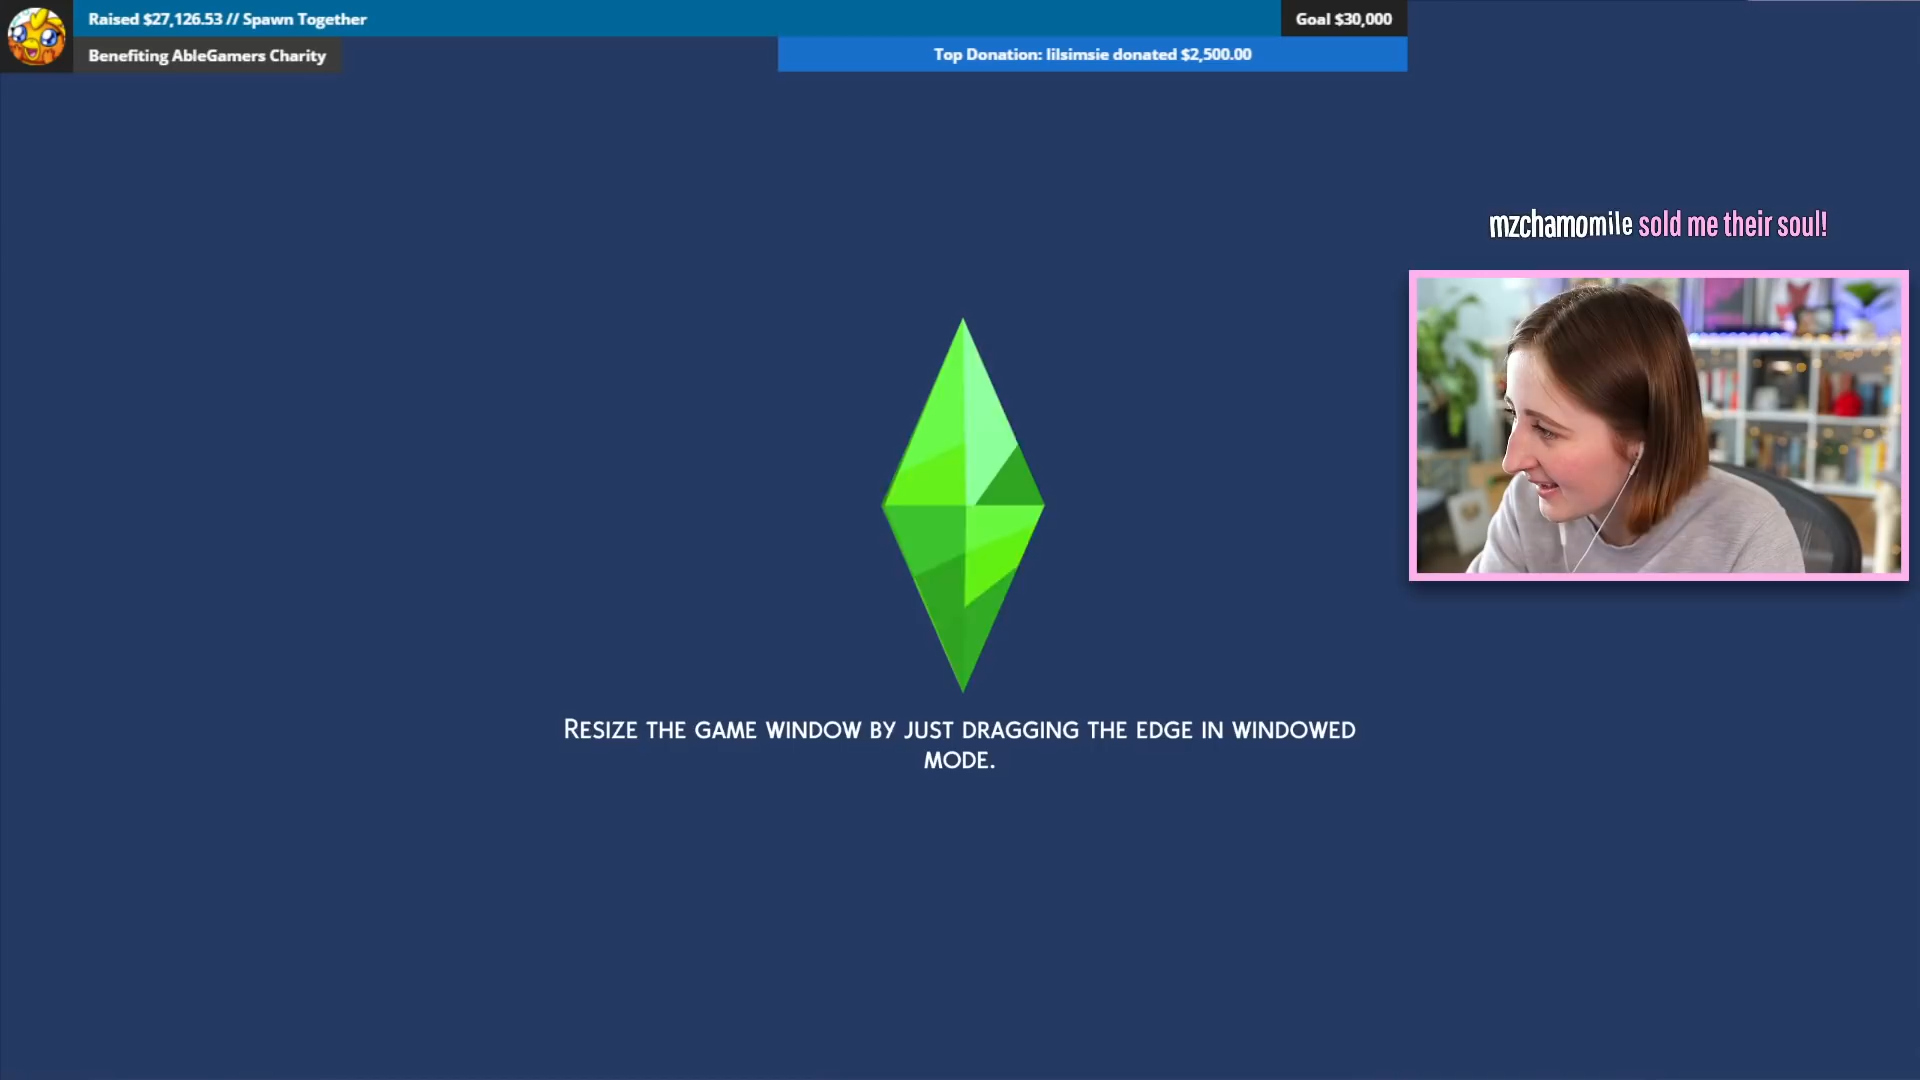 Raised $27,126.53 // Spawn Together
Goal $30,000
Benefiting AbleGamers Charity
Top Donation: lilsimsie donated $2,500.00
mzchamomile sold me their soul!
RESIZE THE GAME WINDOW BY JUST DRAGGING THE EDGE IN WINDOWED
MODE.